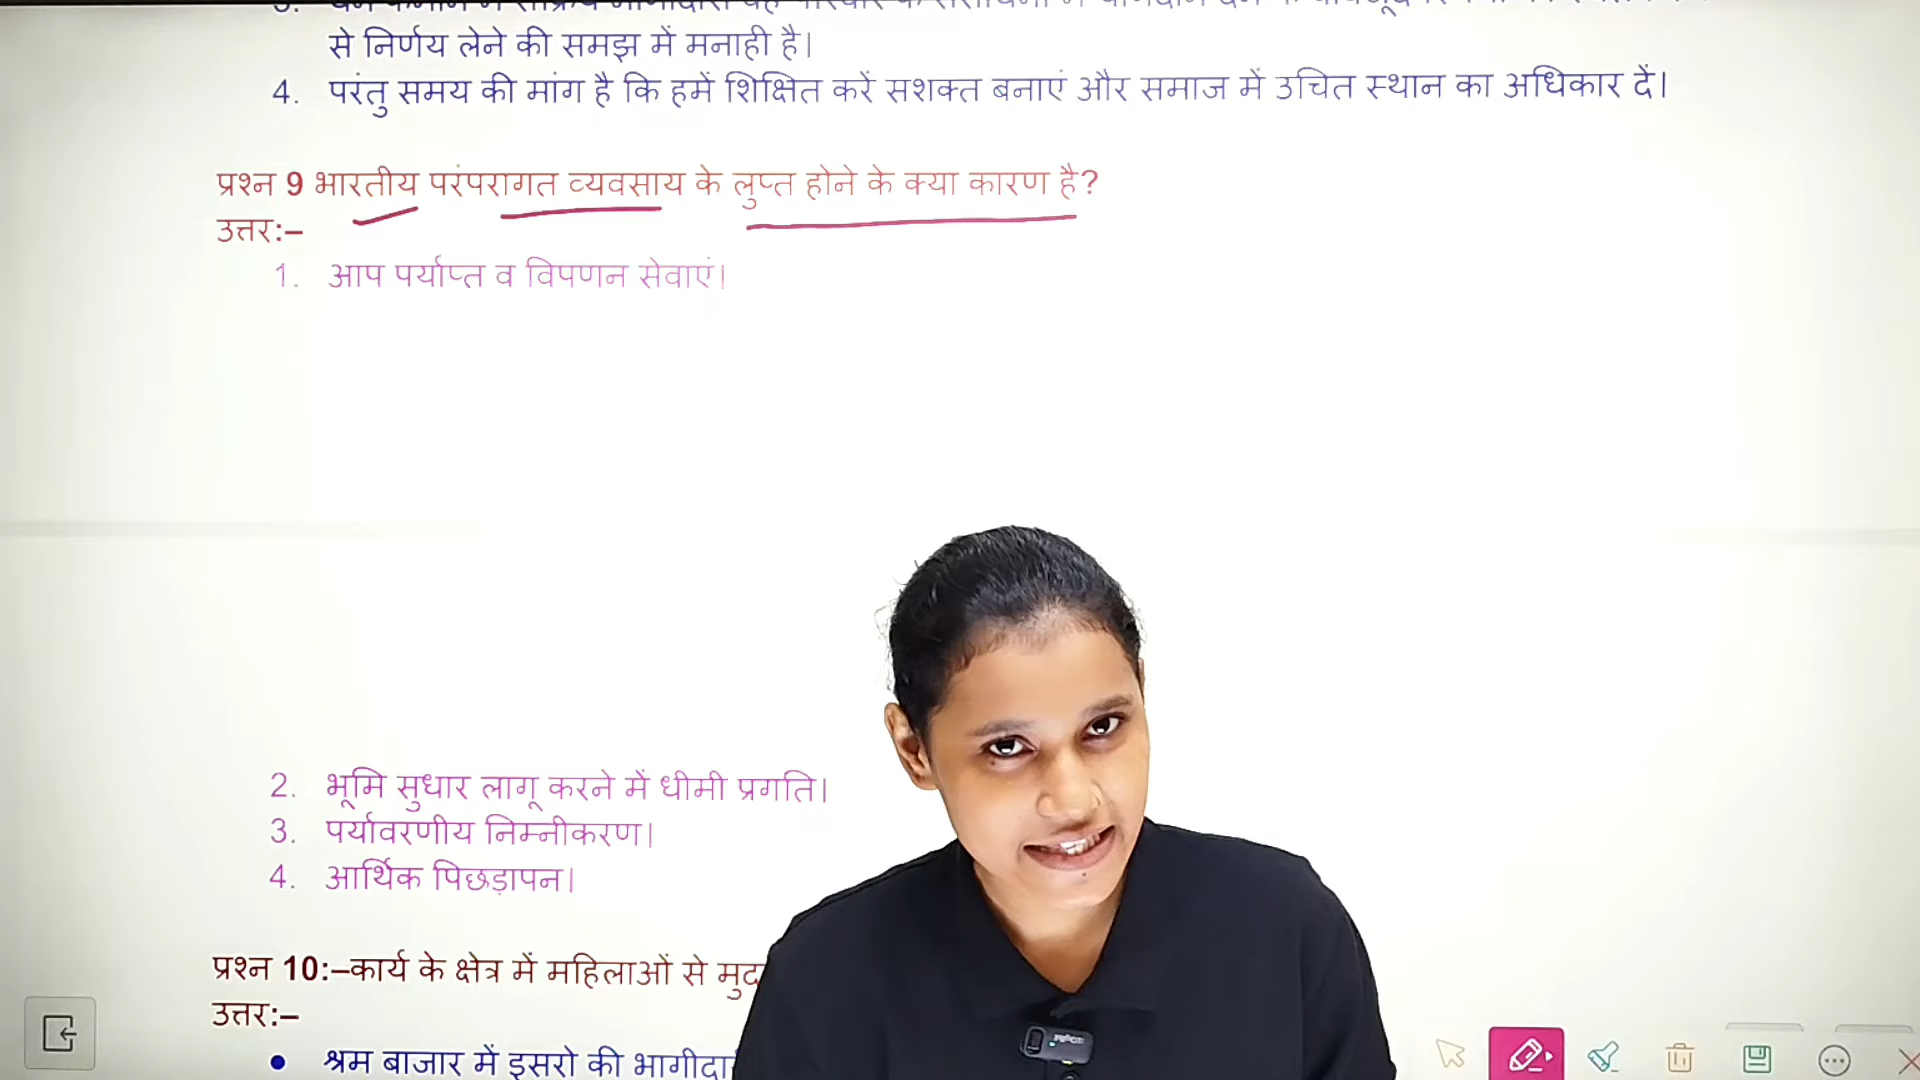 से निर्णय लेने की समझ में मनाही है।
4. परंतु समय की मांग है कि हमें शिक्षित करें सशक्त बनाएं और समाज में उचित स्थान का अधिकार दें।
प्रश्न 9 भारतीय परंपरागत व्यवसाय के लुप्त होने के क्या कारण है?
उत्तर:–
1. आप पर्याप्त व विपणन सेवाएं।
2. भूमि सुधार लागू करने में धीमी प्रगति।
3. पर्यावरणीय निम्नीकरण।
4. आर्थिक पिछड़ापन।
प्रश्न 10:–कार्य के क्षेत्र में महिलाओं से
उत्तर:–
• श्रम बाजार में इसरो की